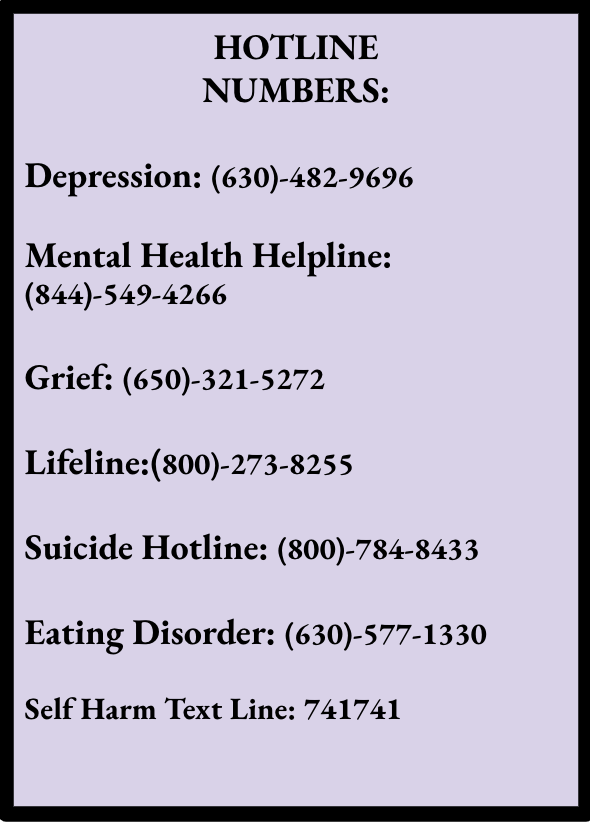 HOTLINE
NUMBERS:
Depression: (630)-482-9696
Mental Health Helpline:
(844)-549-4266
Grief: (650)-321-5272
Lifeline:(800)-273-8255
Suicide Hotline: (800)-784-8433
Eating Disorder: (630)-577-1330
Self Harm Text Line: 741741